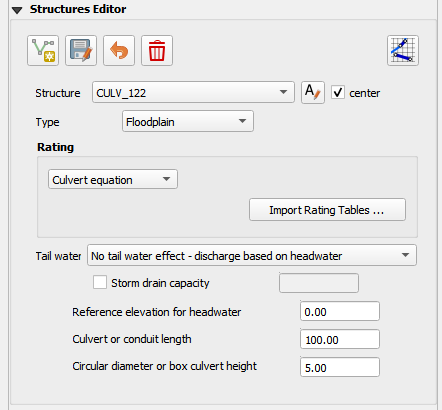 Structures Editor
Structure CULV_122 A center
Type Floodplain
Rating
Culvert equation
Import Rating Tables ...
Tail water No tail water effect - discharge based on headwater
Storm drain capacity
Reference elevation for headwater 0.00
Culvert or conduit length 100.00
Circular diameter or box culvert height 5.00